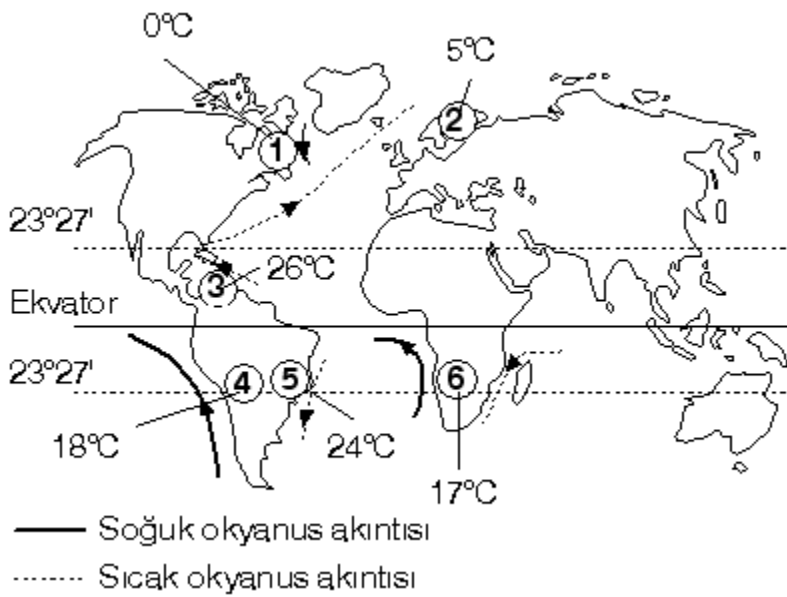 0°C
5°C
1
2
23°27'
26°C
3
Ekvator
23°27'
4
5
6
18°C
24°C
17°C
Soğuk okyanus akıntısı
Sıcak okyanus akıntısı